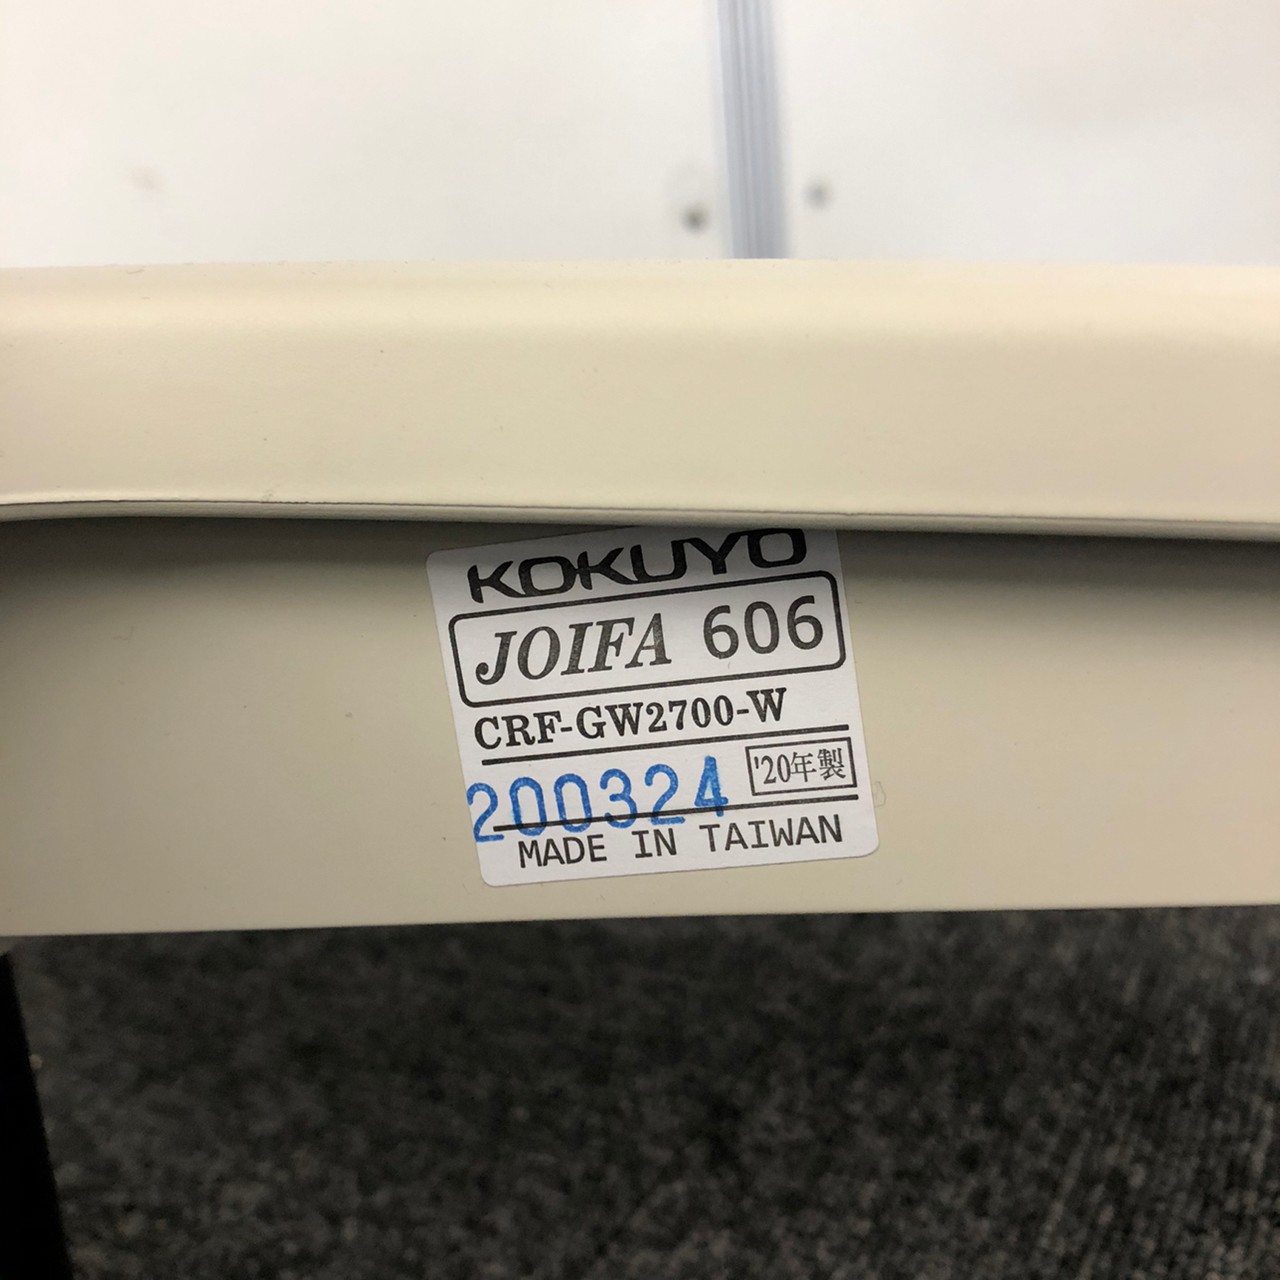 KOKUYO
JOIFA 606
CRF-GW2700-W
200324 '20年製
MADE IN TAIWAN